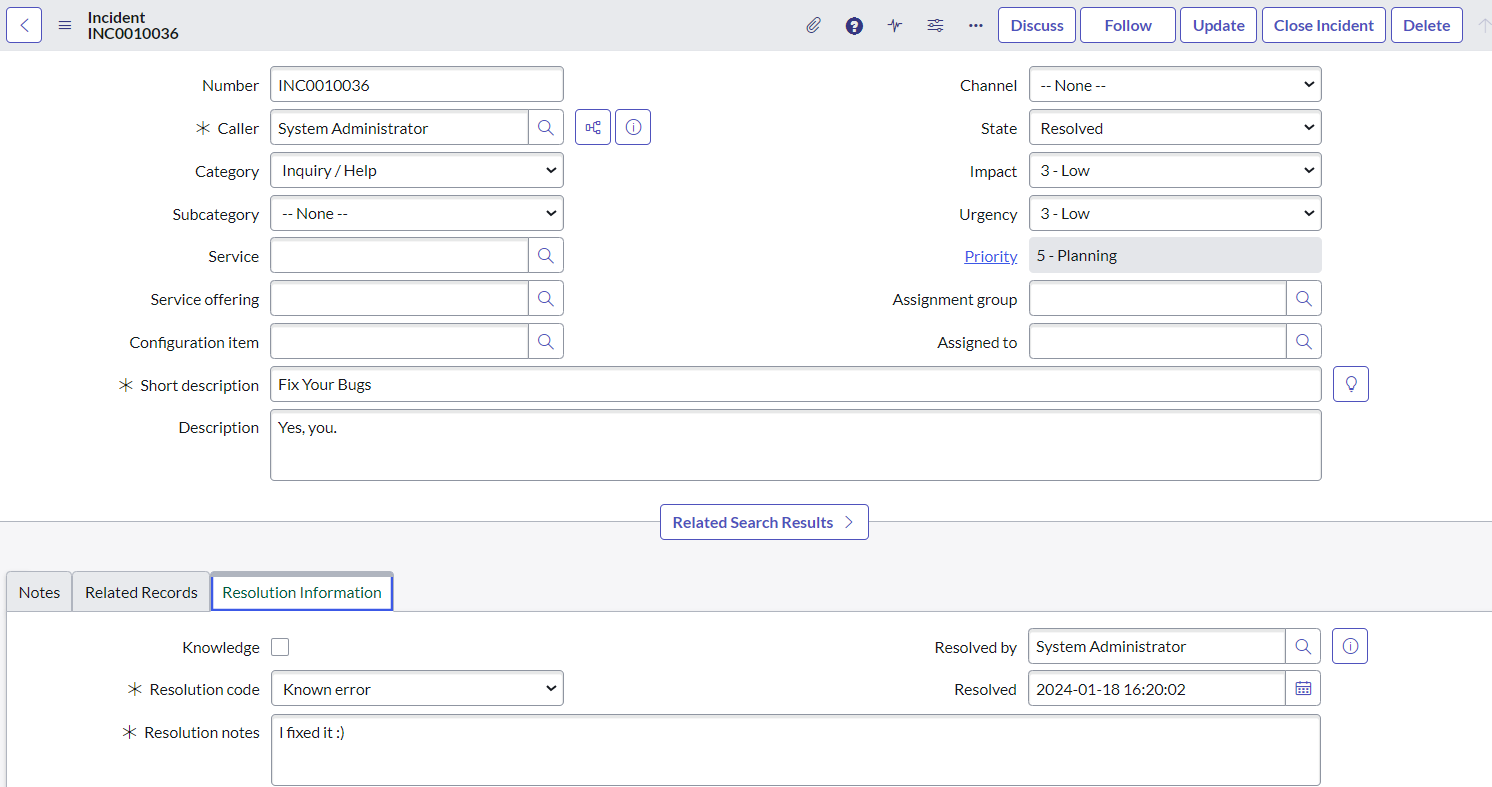 Incident
INC0010036
Discuss
Follow
Update
Close Incident
Delete
Number INC0010036
Channel -- None --
Caller System Administrator
State Resolved
Category Inquiry / Help
Impact 3 - Low
Subcategory -- None --
Urgency 3 - Low
Service
Priority 5 - Planning
Service offering
Assignment group
Configuration item
Assigned to
Short description Fix Your Bugs
Description Yes, you.
Related Search Results
Notes
Related Records
Resolution Information
Knowledge
Resolved by System Administrator
Resolution code Known error
Resolved 2024-01-18 16:20:02
Resolution notes I fixed it :)